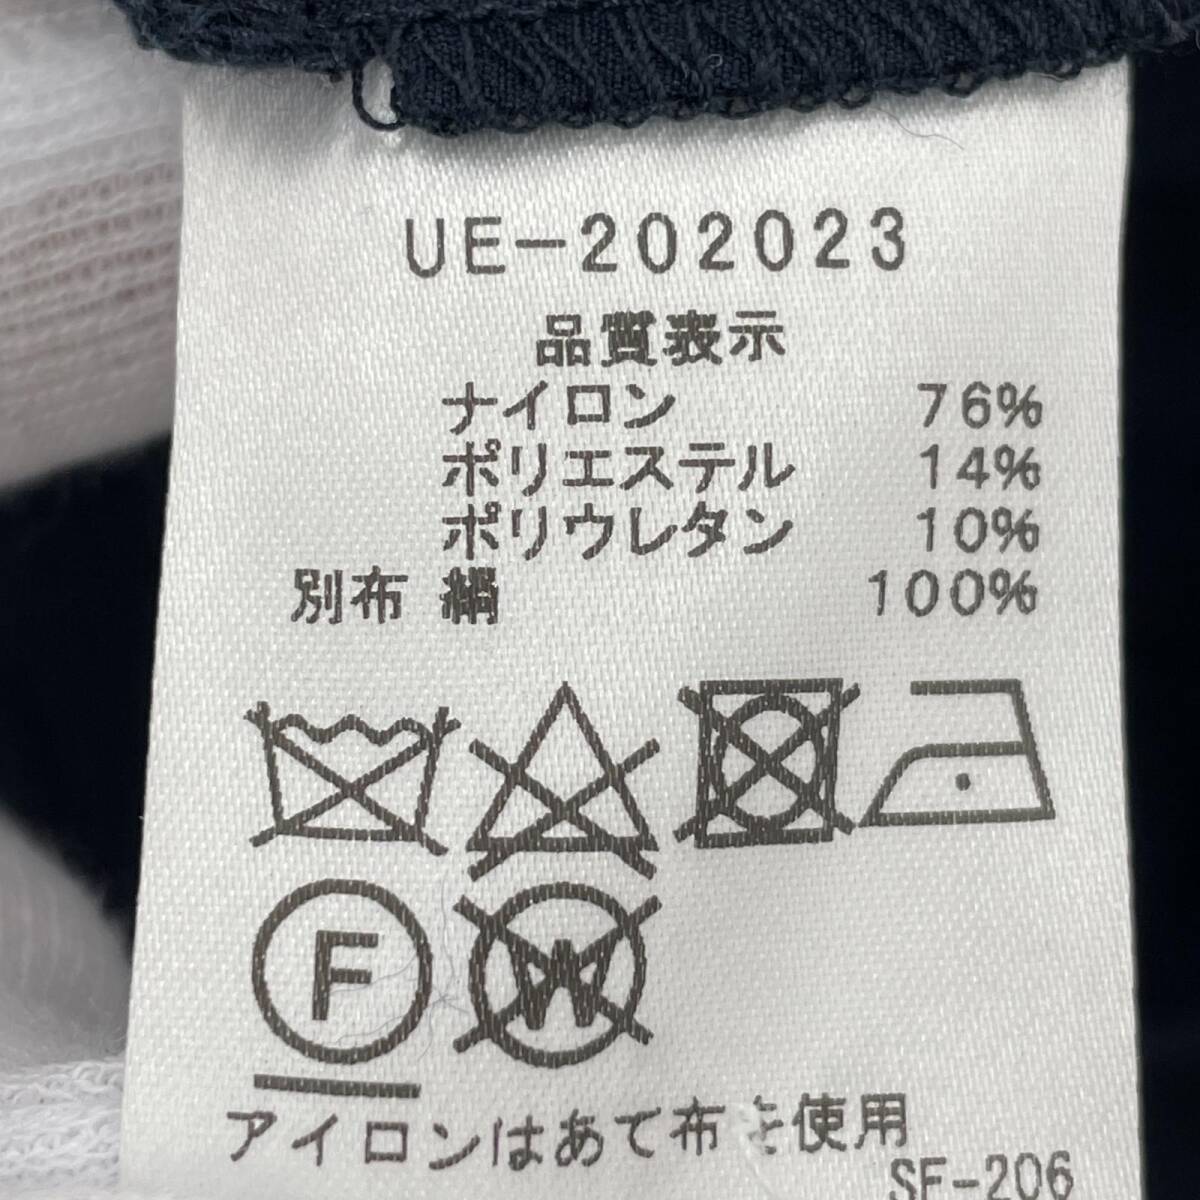 UE-202023
品質表示
ナイロン 76%
ポリエステル 14%
ポリウレタン 10%
別布 絹 100%
F
W
アイロンはあて布を使用
SF-206